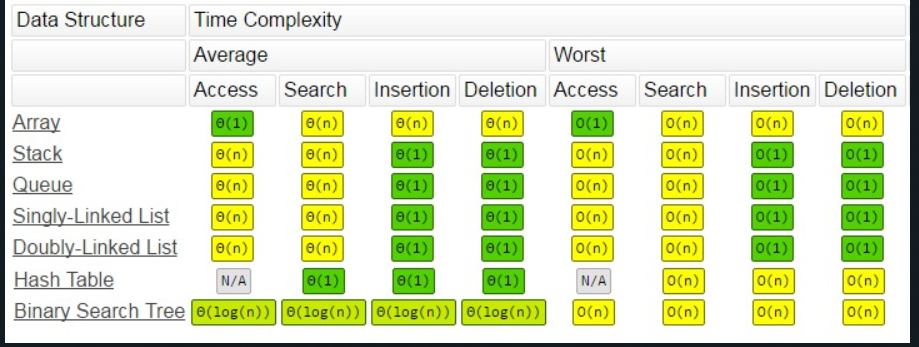 Data Structure Time Complexity
Average Worst
Access Search Insertion Deletion Access Search Insertion Deletion
Array Θ(1) Θ(n) Θ(n) Θ(n) O(1) O(n) O(n) O(n)
Stack Θ(n) Θ(n) Θ(1) Θ(1) O(n) O(n) O(1) O(1)
Queue Θ(n) Θ(n) Θ(1) Θ(1) O(n) O(n) O(1) O(1)
Singly-Linked List Θ(n) Θ(n) Θ(1) Θ(1) O(n) O(n) O(1) O(1)
Doubly-Linked List Θ(n) Θ(n) Θ(1) Θ(1) O(n) O(n) O(1) O(1)
Hash Table N/A Θ(1) Θ(1) Θ(1) N/A O(n) O(n) O(n)
Binary Search Tree Θ(log(n)) Θ(log(n)) Θ(log(n)) Θ(log(n)) O(n) O(n) O(n) O(n)